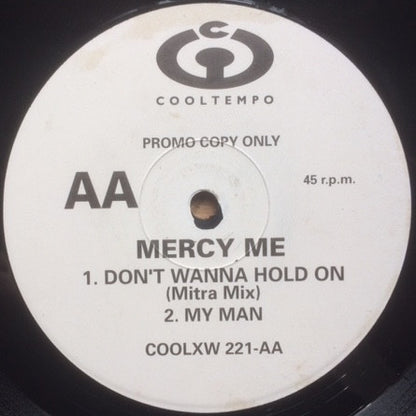 C
COOLTEMPO
PROMO COPY ONLY
AA
45 r.p.m.
MERCY ME
1. DON'T WANNA HOLD ON
(Mitra Mix)
2. MY MAN
COOLXW 221-AA